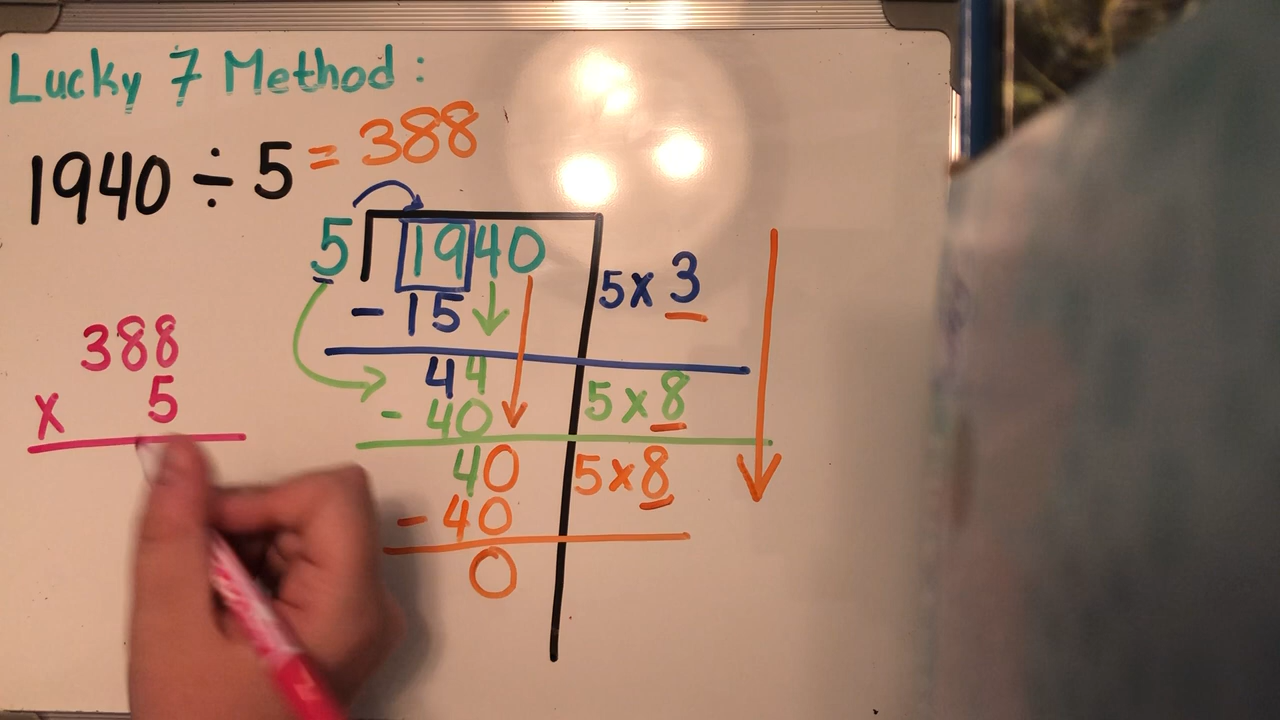 Lucky 7 Method:
1940 ÷ 5 = 388
5 1940
- 15 5 x 3
44
- 40 5 x 8
40 5 x 8
- 40
0
388
x 5